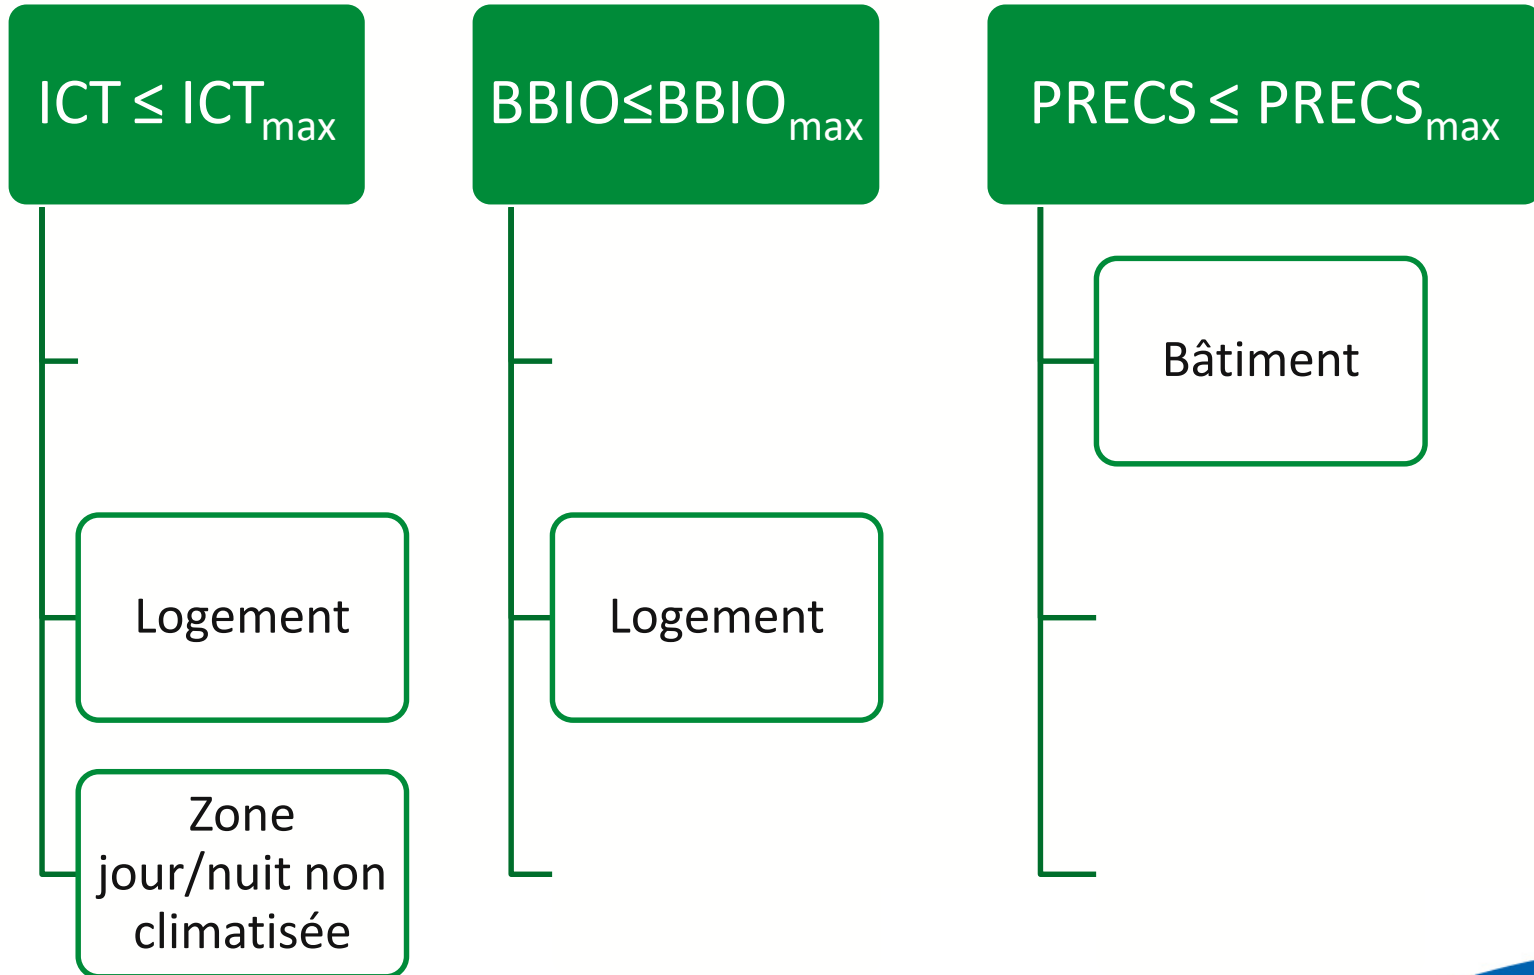 ICT ≤ ICTmax
BBIO≤BBIOmax
PRECS ≤ PRECSmax
Bâtiment
Logement
Logement
Zone
jour/nuit non
climatisée